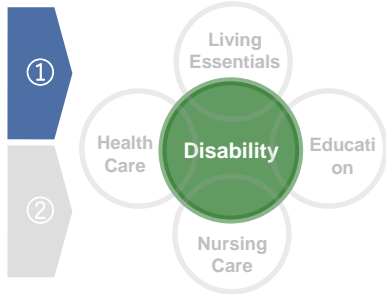 ①
Living
Essentials
Health
Care
Disability
Educati
on
②
Nursing
Care